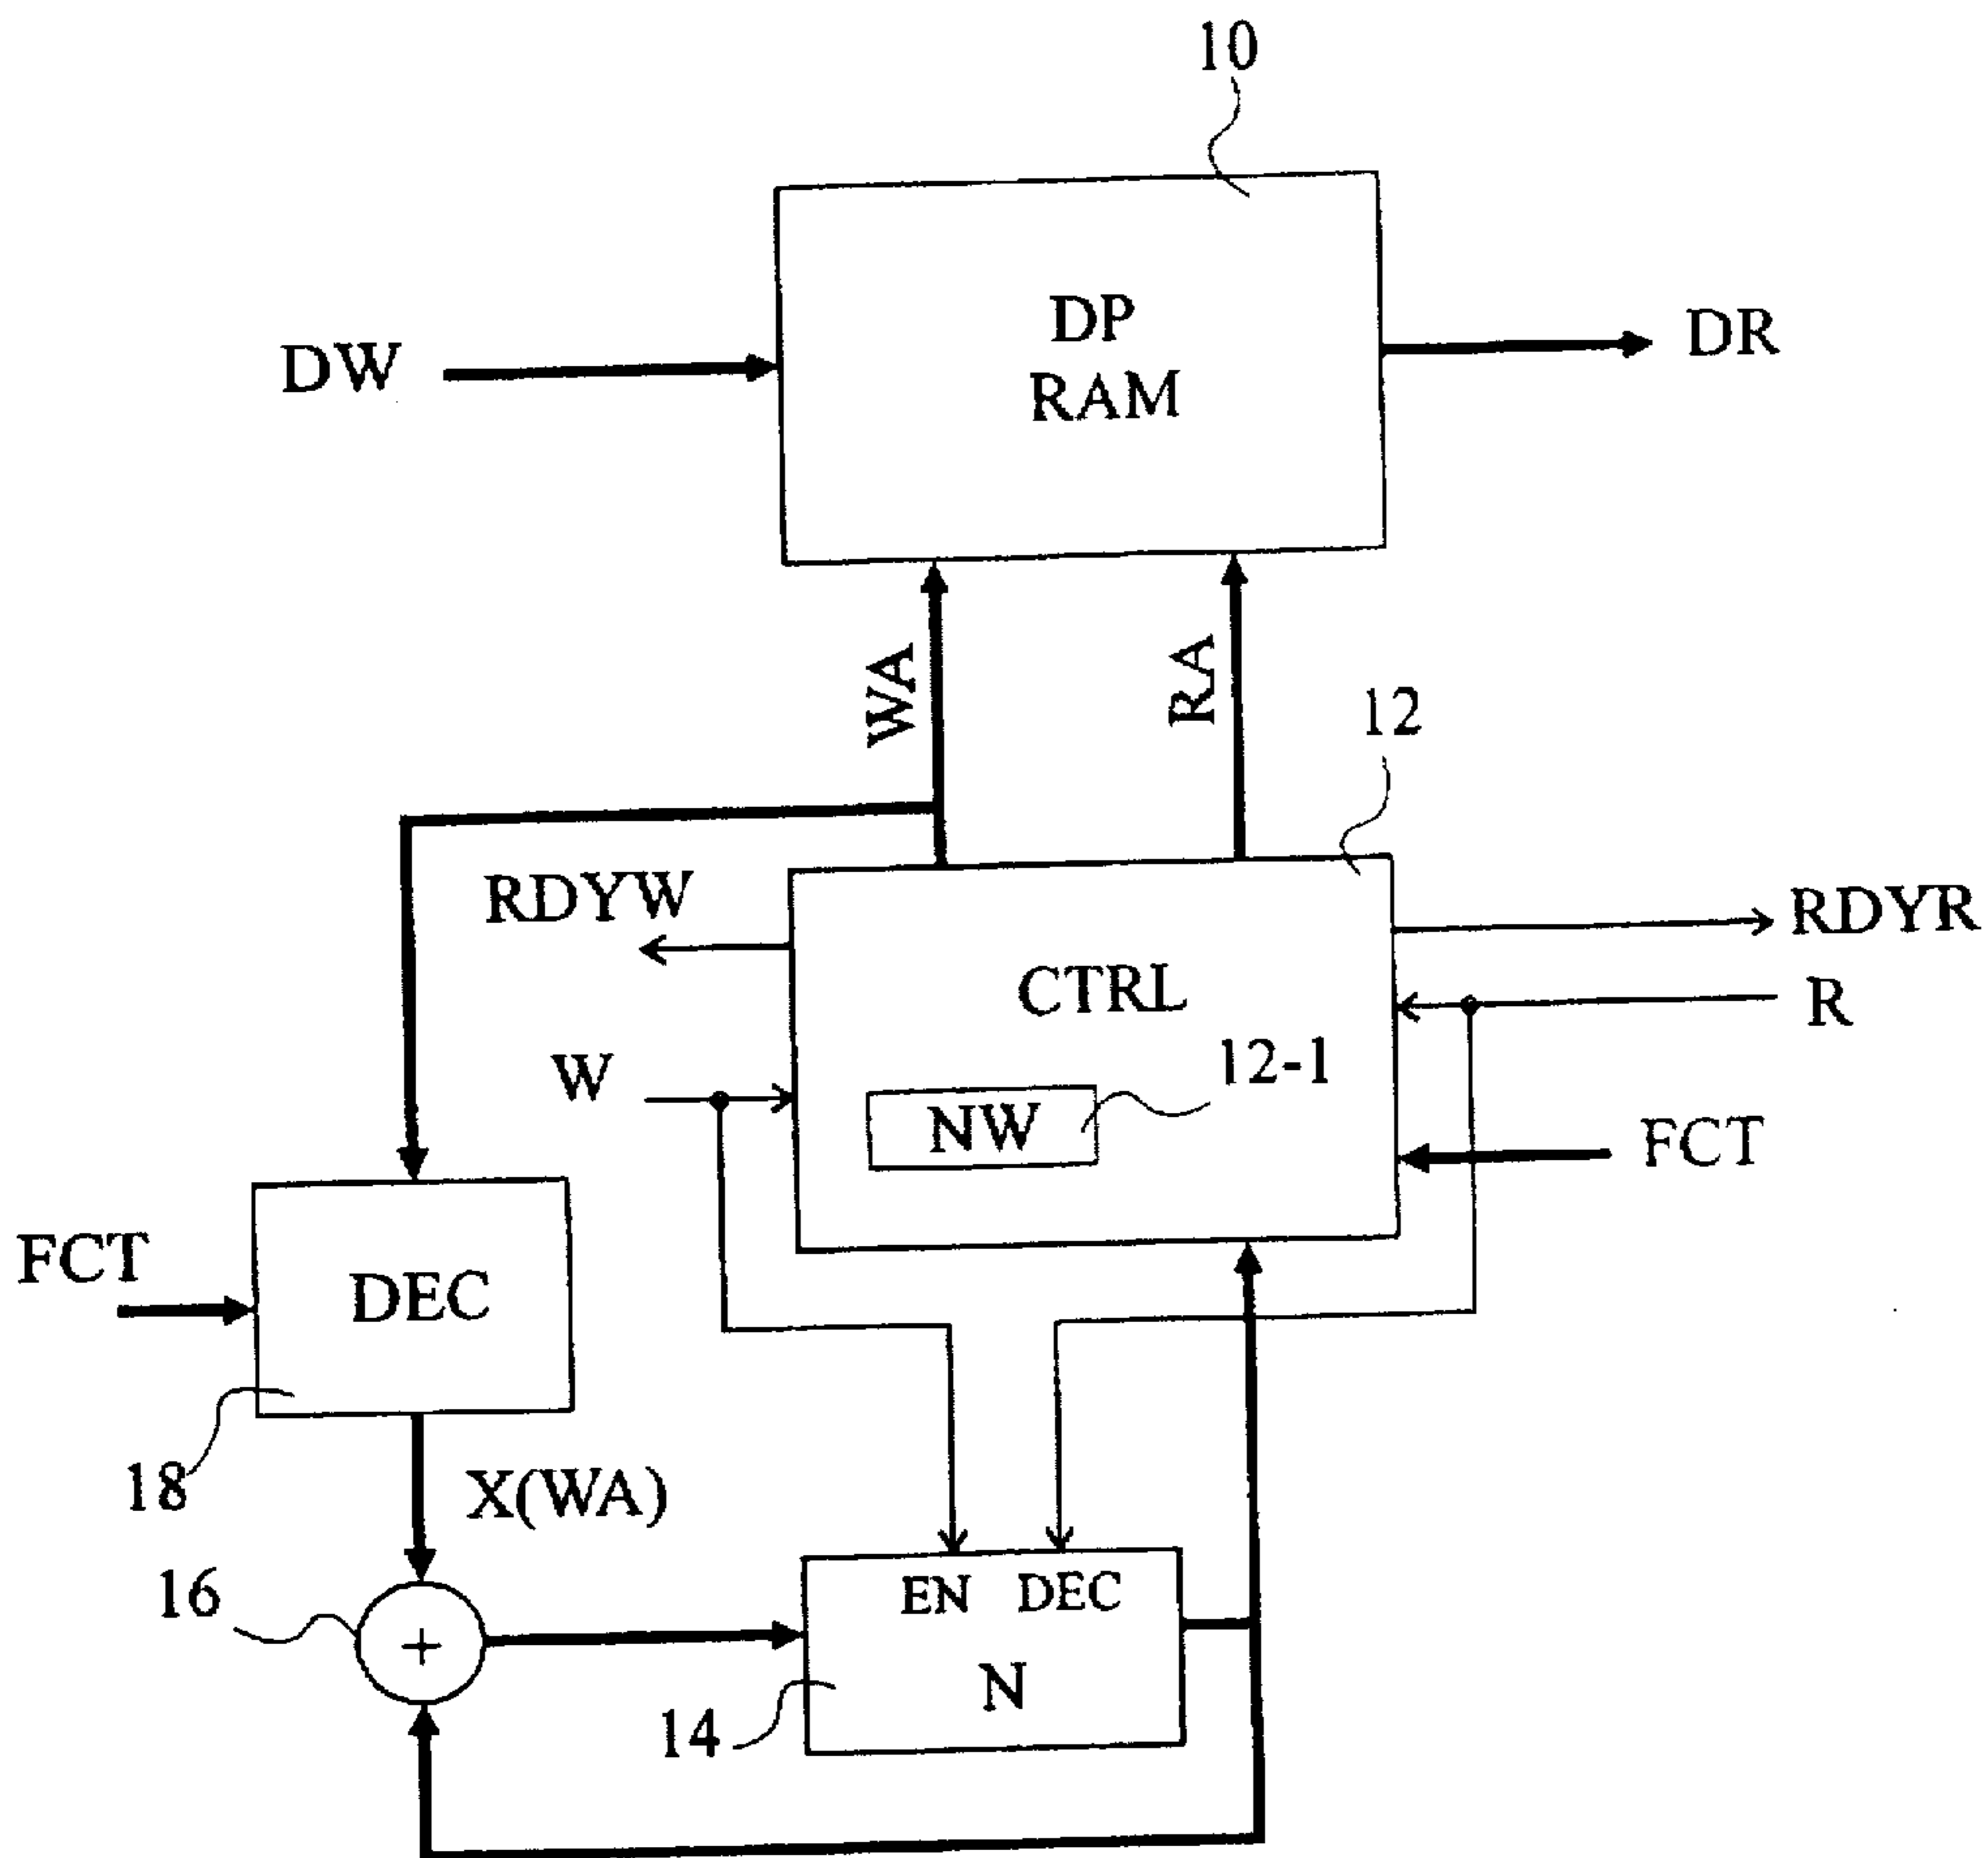 10
DP
RAM
DW
DR
WA
RA
12
RDYW
RDYR
CTRL
R
W
12-1
NW
FCT
FCT
DEC
18
X(WA)
16
EN DEC
+
N
14